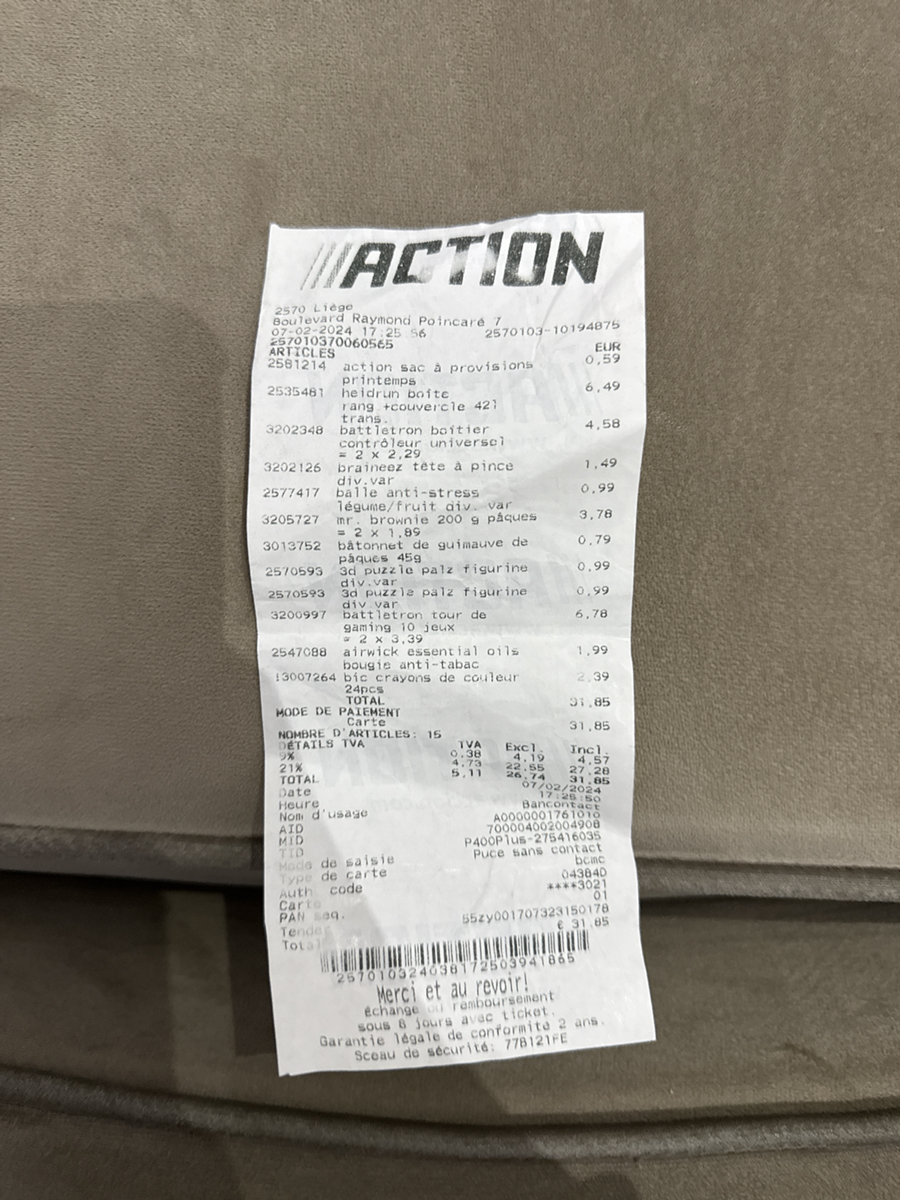 ACTION
2570 Liège
Boulevard Raymond Poincaré 7
07-02-2024 17:25 56 2570103-10194875
257010370060565
ARTICLES EUR
2581214 action sac à provisions 0,59
printemps
2535481 heidrun boîte 6,49
rang +couvercle 42l
trans.
3202348 battletron boîtier 4,58
contrôleur universel
= 2 x 2,29
3202126 braineez tête à pince 1,49
div.var
2577417 balle anti-stress 0,99
légume/fruit div. var
3205727 mr. brownie 200 g pâques 3,78
= 2 x 1,89
3013752 bâtonnet de guimauve de 0,79
pâques 45g
2570593 3d puzzle palz figurine 0,99
div.var
2570593 3d puzzle palz figurine 0,99
div var
3200997 battletron tour de 6,78
gaming 10 jeux
= 2 x 3,39
2547088 airwick essential oils 1,99
bougie anti-tabac
13007264 bic crayons de couleur 2,39
24pcs
TOTAL 31,85
MODE DE PAIEMENT
Carte 31,85
NOMBRE D'ARTICLES: 15
DÉTAILS TVA TVA Excl. Incl.
9% 0,38 4,19 4,57
21% 4,73 22,55 27,28
TOTAL 5,11 26,74 31,85
Date 07/02/2024
Heure 17:25:50
Nom d'usage Bancontact
AID A0000001761010
MID 700004002004908
TID P400Plus-275416035
Mode de saisie Puce sans contact
Type de carte bcmc
Auth code 04384D
Carte ****3021
PAN seq. 01
Tender 55zy001707323150178
Total € 31.85
257010324038172503941865
Merci et au revoir!
échange ou remboursement
sous 8 jours avec ticket.
Garantie légale de conformité 2 ans.
Sceau de sécurité: 77B121FE